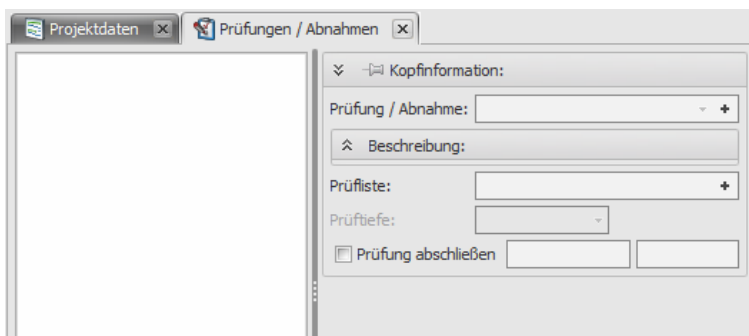 Projektdaten
Prüfungen / Abnahmen
Kopfinformation:
Prüfung / Abnahme:
Beschreibung:
Prüfliste:
Prüftiefe:
Prüfung abschließen